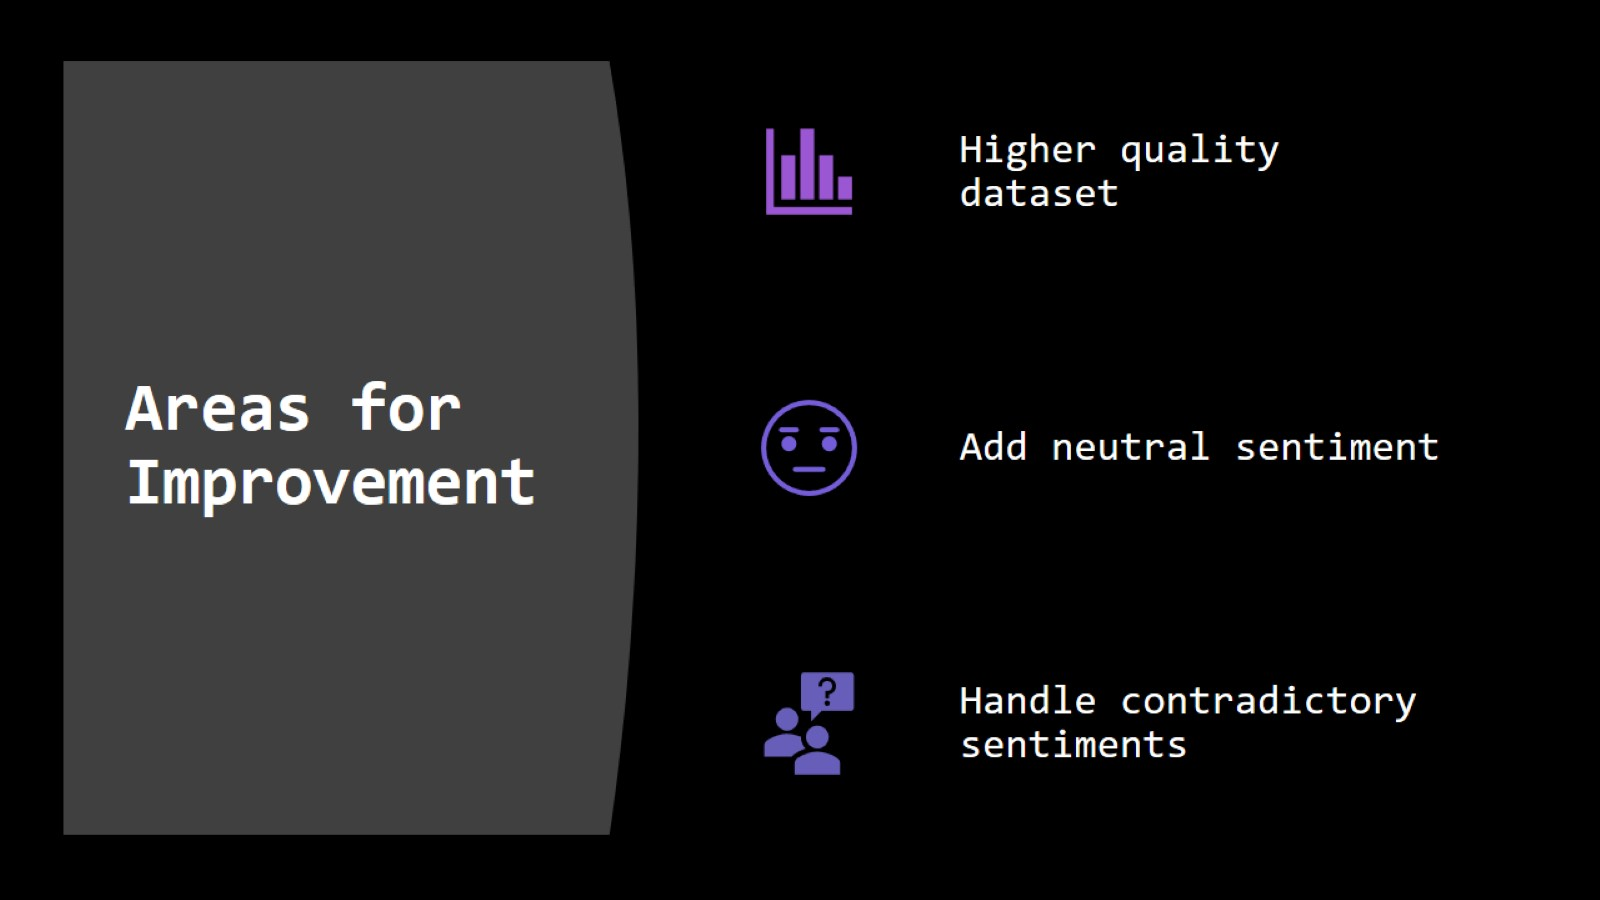 Areas for
Improvement
Higher quality
dataset
Add neutral sentiment
?
Handle contradictory
sentiments